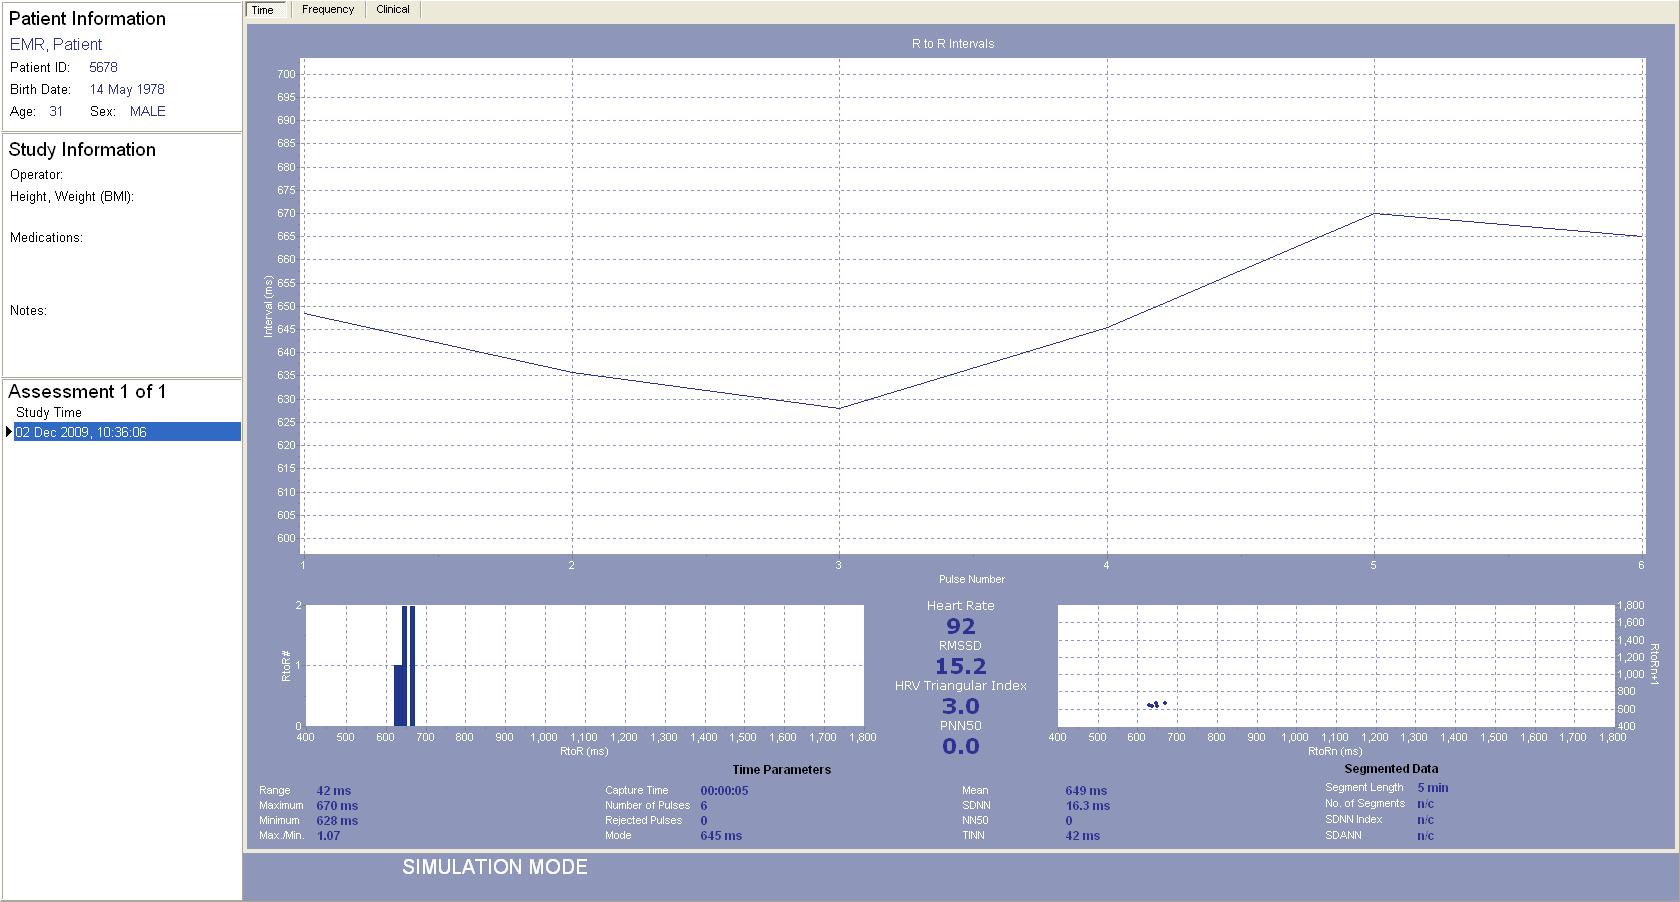 Patient Information
EMR, Patient
Patient ID: 5678
Birth Date: 14 May 1978
Age: 31 Sex: MALE
Study Information
Operator:
Height, Weight (BMI):
Medications:
Notes:
Assessment 1 of 1
Study Time
02 Dec 2009, 10:36:06
Time Frequency Clinical
R to R Intervals
Interval (ms)
700
695
690
685
680
675
670
665
660
655
650
645
640
635
630
625
620
615
610
605
600
1 2 3 4 5 6
Pulse Number
RtoR#
2
1
0
400 500 600 700 800 900 1,000 1,100 1,200 1,300 1,400 1,500 1,600 1,700 1,800
RtoR (ms)
Heart Rate
92
RMSSD
15.2
HRV Triangular Index
3.0
PNN50
0.0
1,800
1,600
1,400
1,200
1,000
800
600
400
RtoRn+1
400 500 600 700 800 900 1,000 1,100 1,200 1,300 1,400 1,500 1,600 1,700 1,800
RtoRn (ms)
Time Parameters
Range 42 ms
Maximum 670 ms
Minimum 628 ms
Max./Min. 1.07
Capture Time 00:00:05
Number of Pulses 6
Rejected Pulses 0
Mode 645 ms
Mean 649 ms
SDNN 16.3 ms
NN50 0
TINN 42 ms
Segmented Data
Segment Length 5 min
No. of Segments n/c
SDNN Index n/c
SDANN n/c
SIMULATION MODE